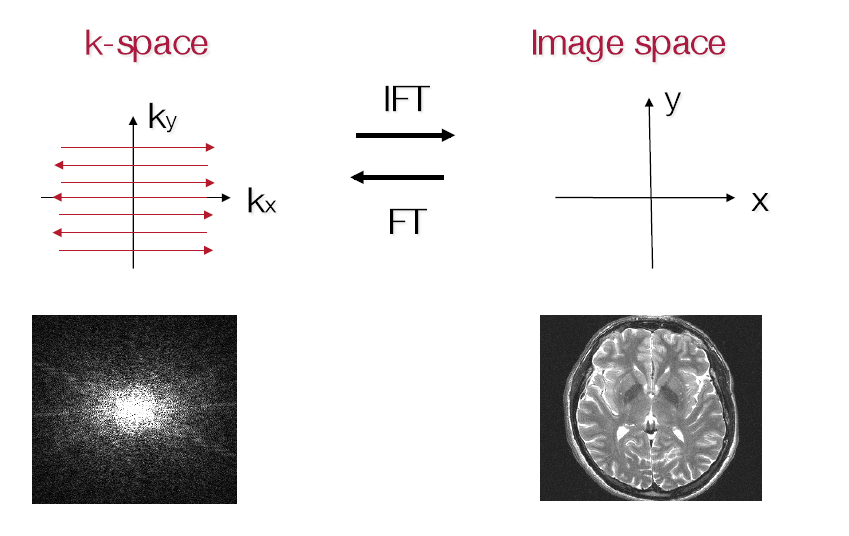 k-space
Image space
IFT
ky
y
kx
x
FT